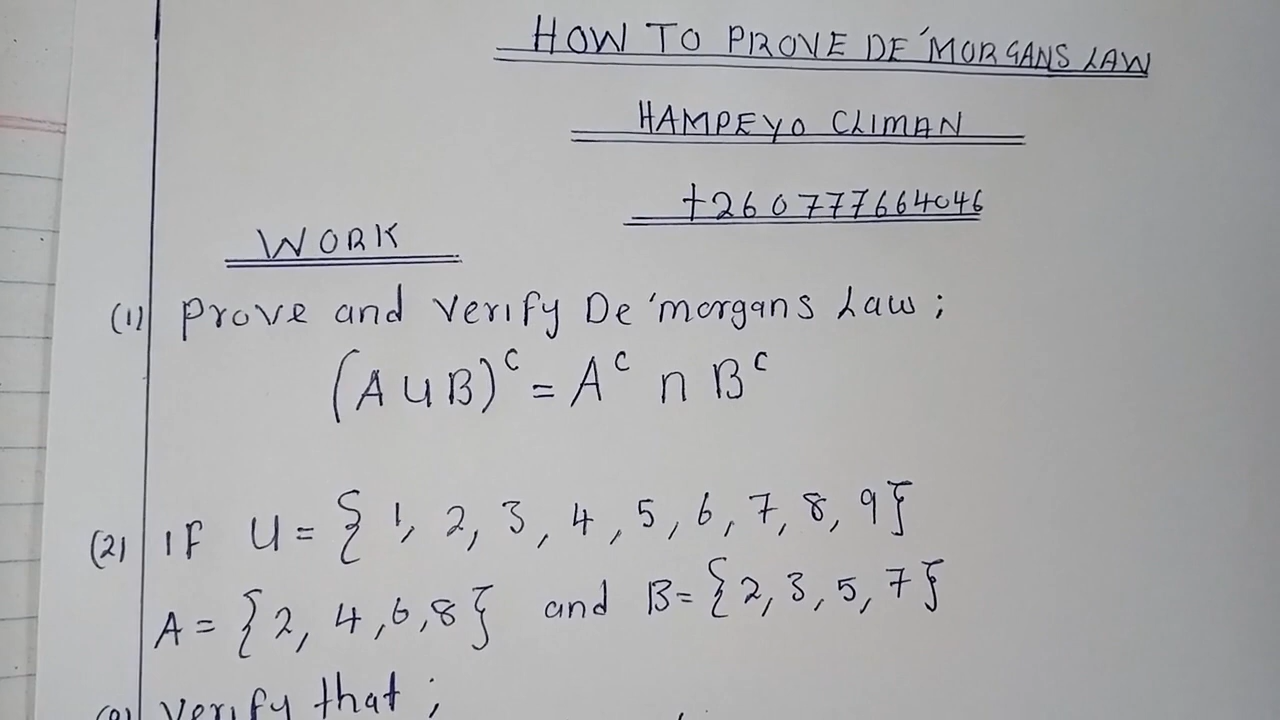 HOW TO PROVE DE'MORGANS LAW
HAMPEYO CLIMAN
+260777664046
WORK
(1) Prove and Verify De'morgans Law;
(A ∪ B)ᶜ = Aᶜ ∩ Bᶜ
(2) IF U = { 1, 2, 3, 4, 5, 6, 7, 8, 9}
A = {2, 4, 6, 8} and B = {2, 3, 5, 7}
(a) Verify that;